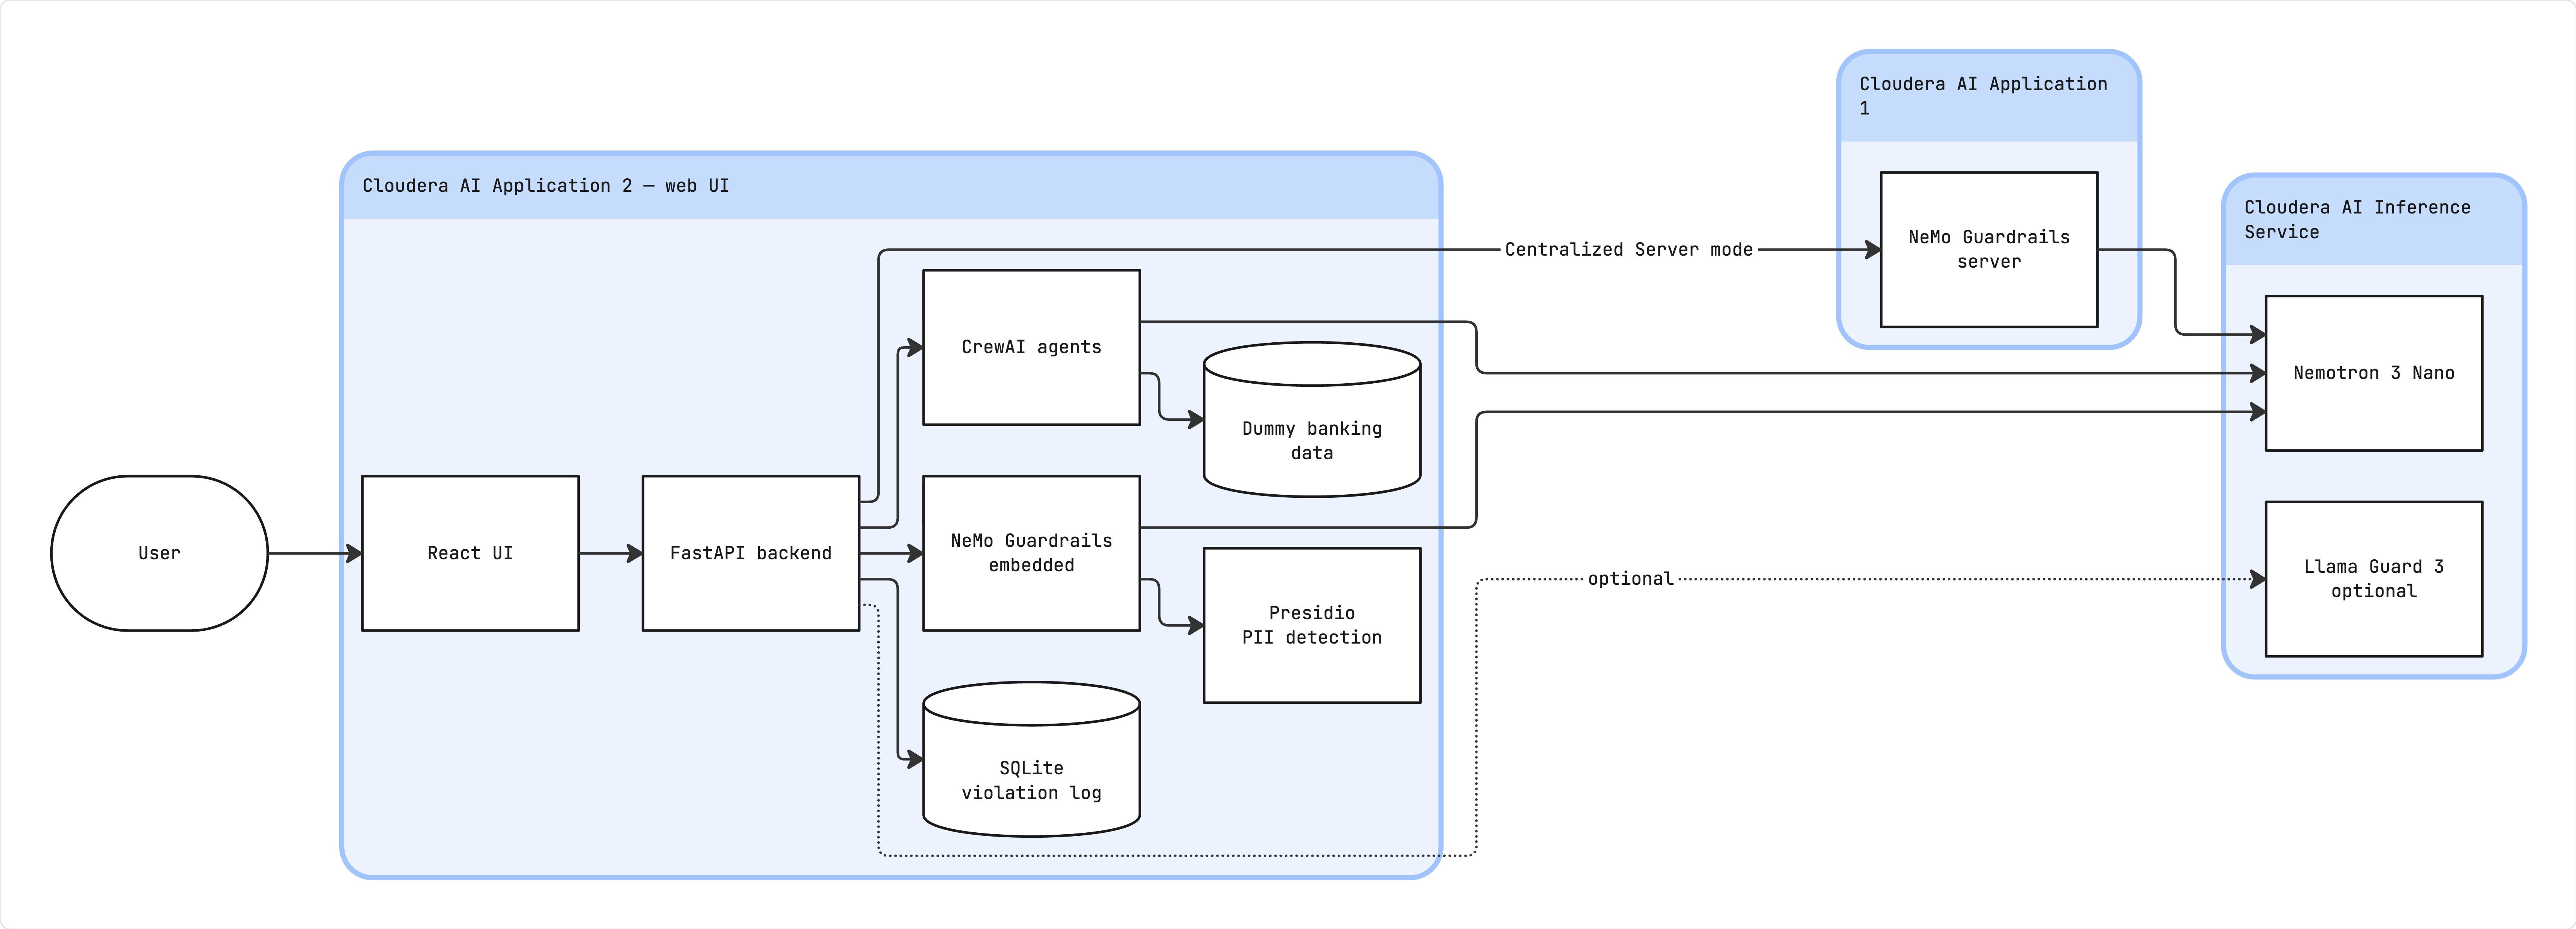 Cloudera AI Application
1
Cloudera AI Application 2 — web UI
Cloudera AI Inference
Service
Centralized Server mode
NeMo Guardrails
server
CrewAI agents
Nemotron 3 Nano
Dummy banking
data
User
React UI
FastAPI backend
NeMo Guardrails
embedded
optional
Llama Guard 3
optional
Presidio
PII detection
SQLite
violation log